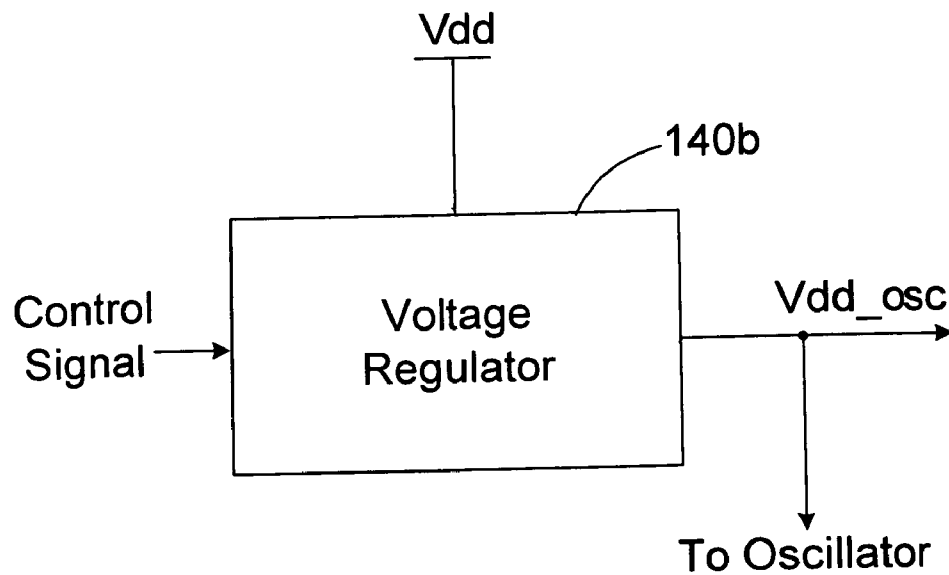 Vdd
140b
Control
Signal
Voltage
Regulator
Vdd_osc
To Oscillator